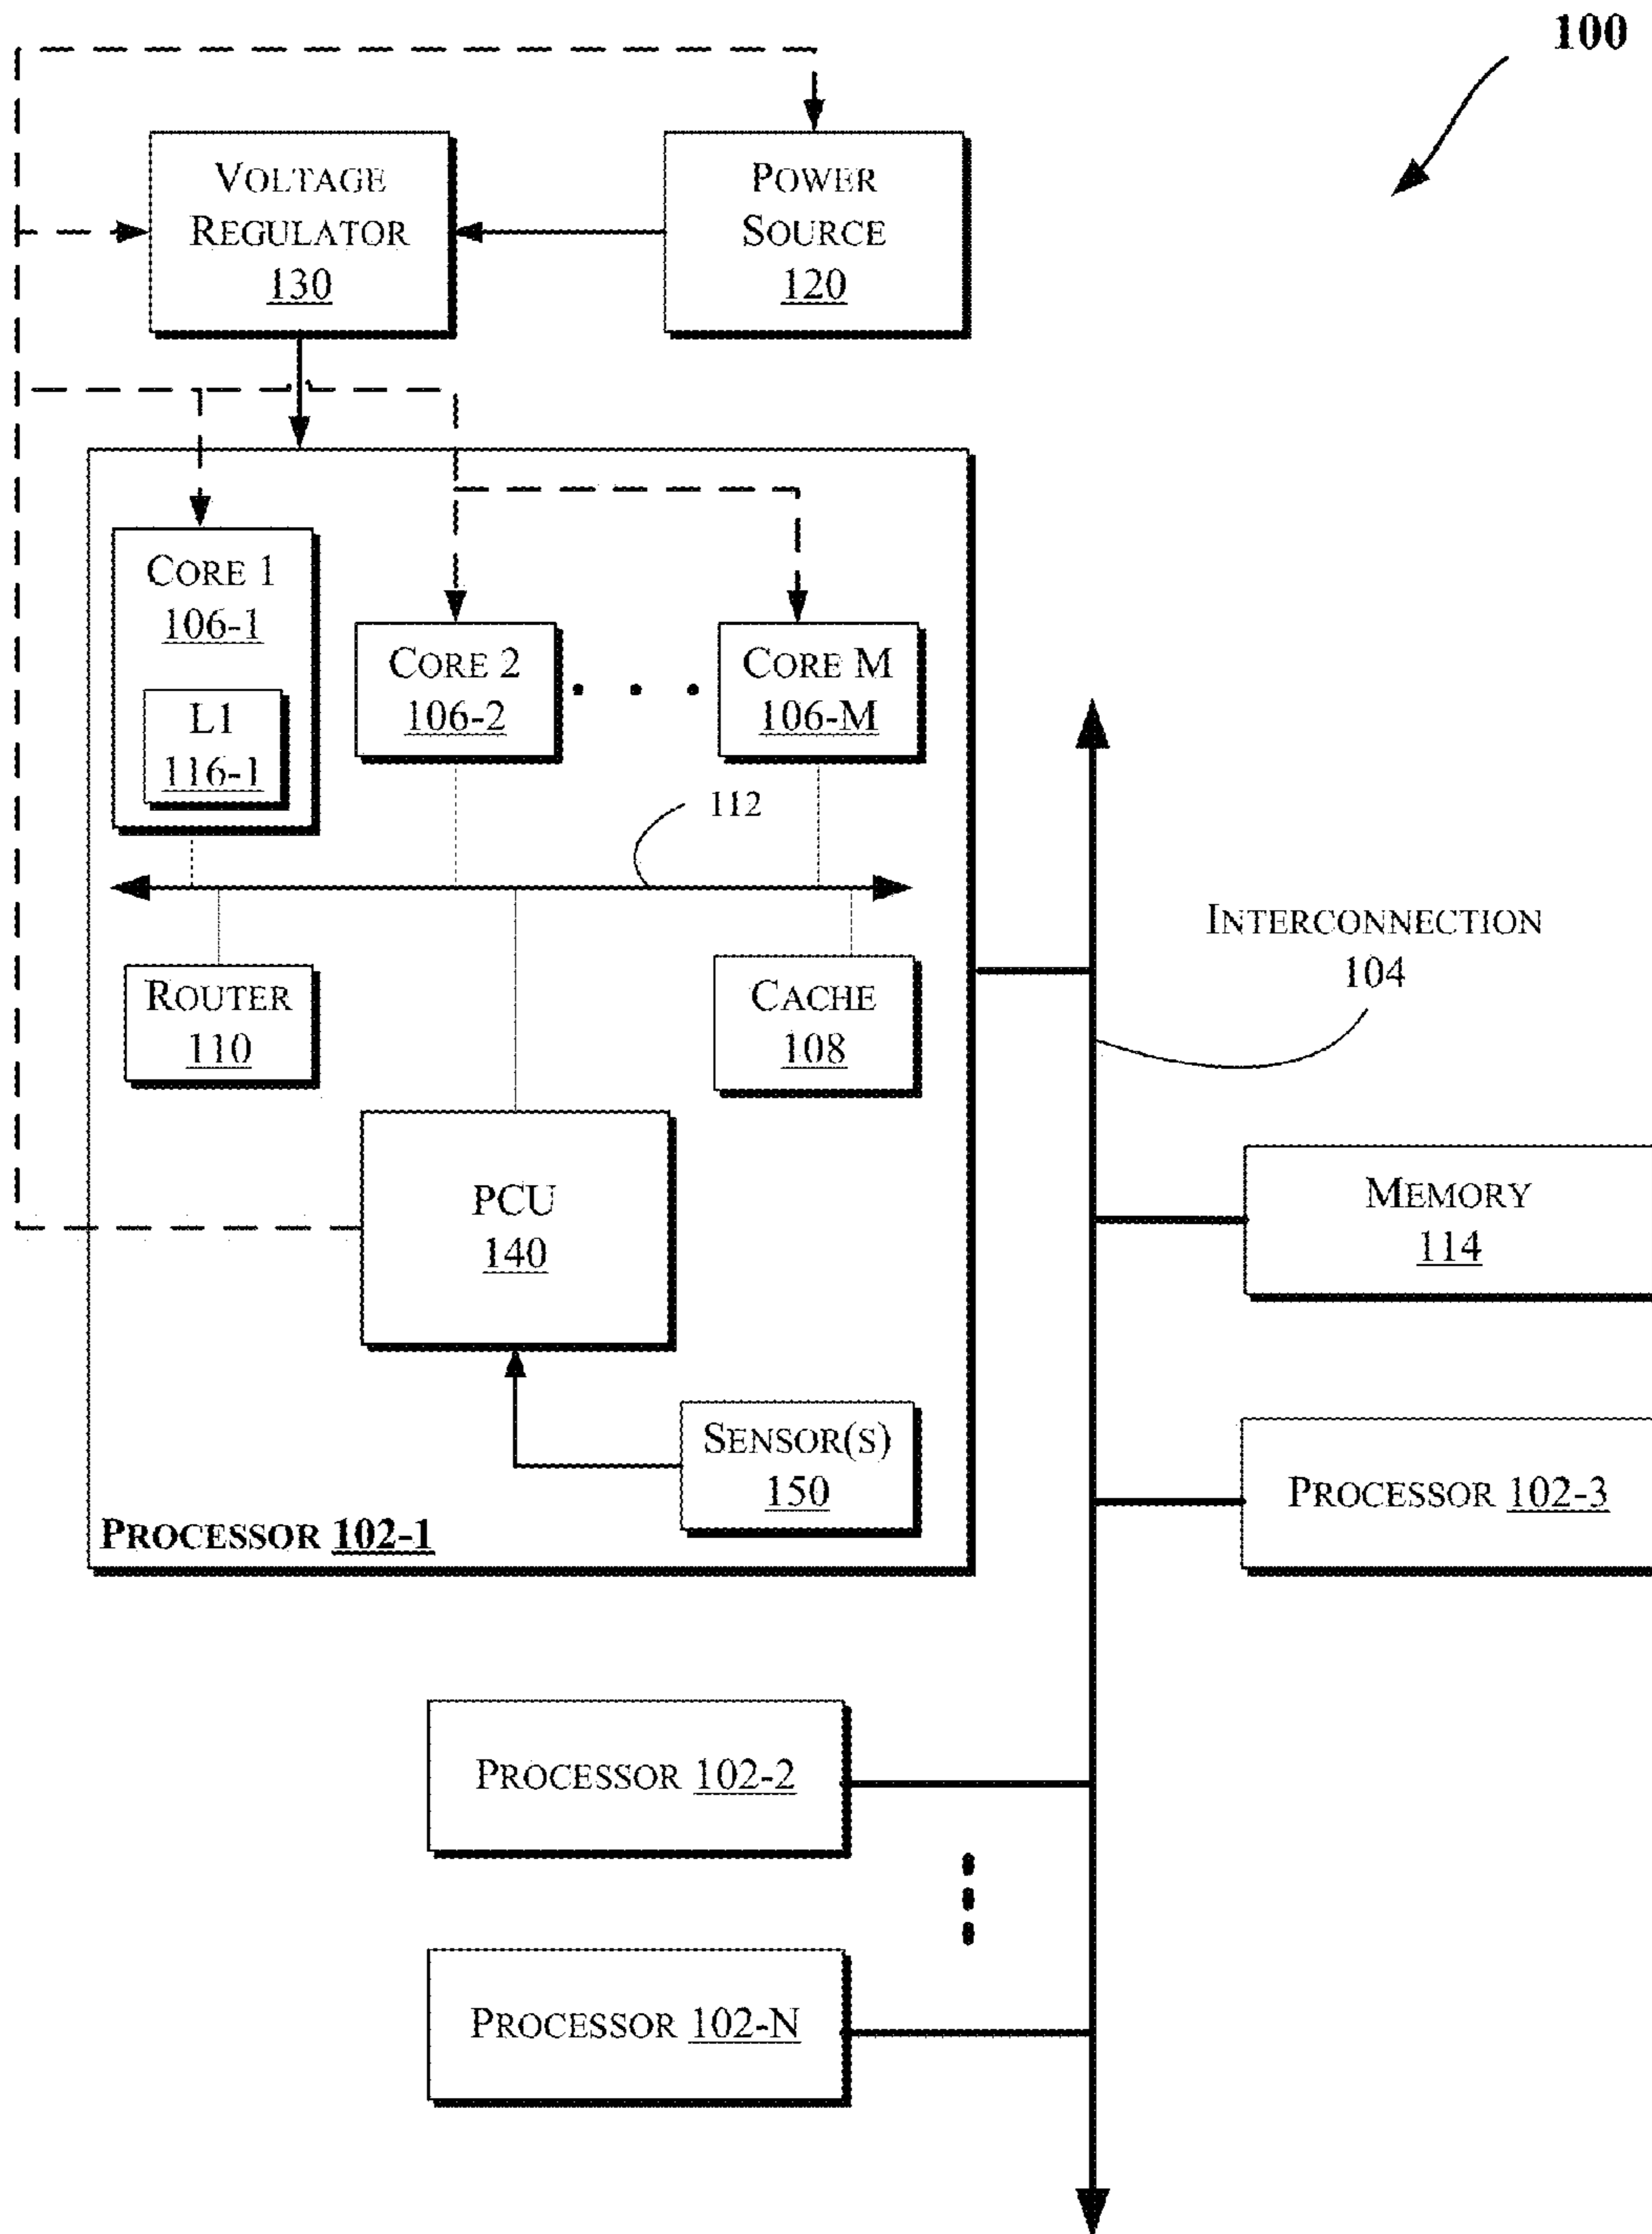 100
VOLTAGE
REGULATOR
130
POWER
SOURCE
120
CORE 1
106-1
L1
116-1
CORE 2
106-2
CORE M
106-M
112
INTERCONNECTION
104
ROUTER
110
CACHE
108
PCU
140
MEMORY
114
SENSOR(S)
150
PROCESSOR 102-1
PROCESSOR 102-3
PROCESSOR 102-2
PROCESSOR 102-N